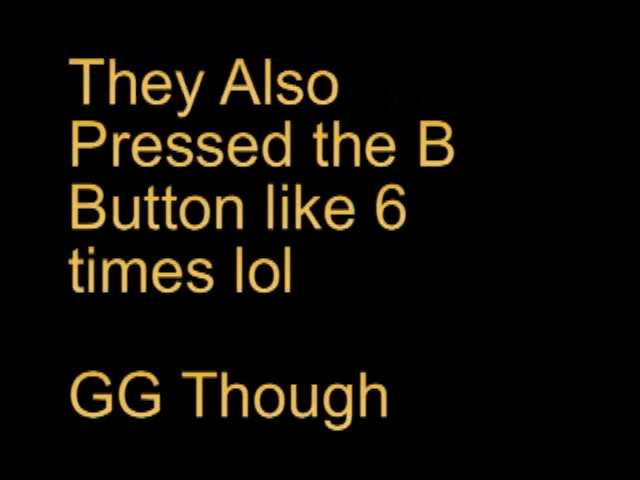 They Also
Pressed the B
Button like 6
times lol
GG Though